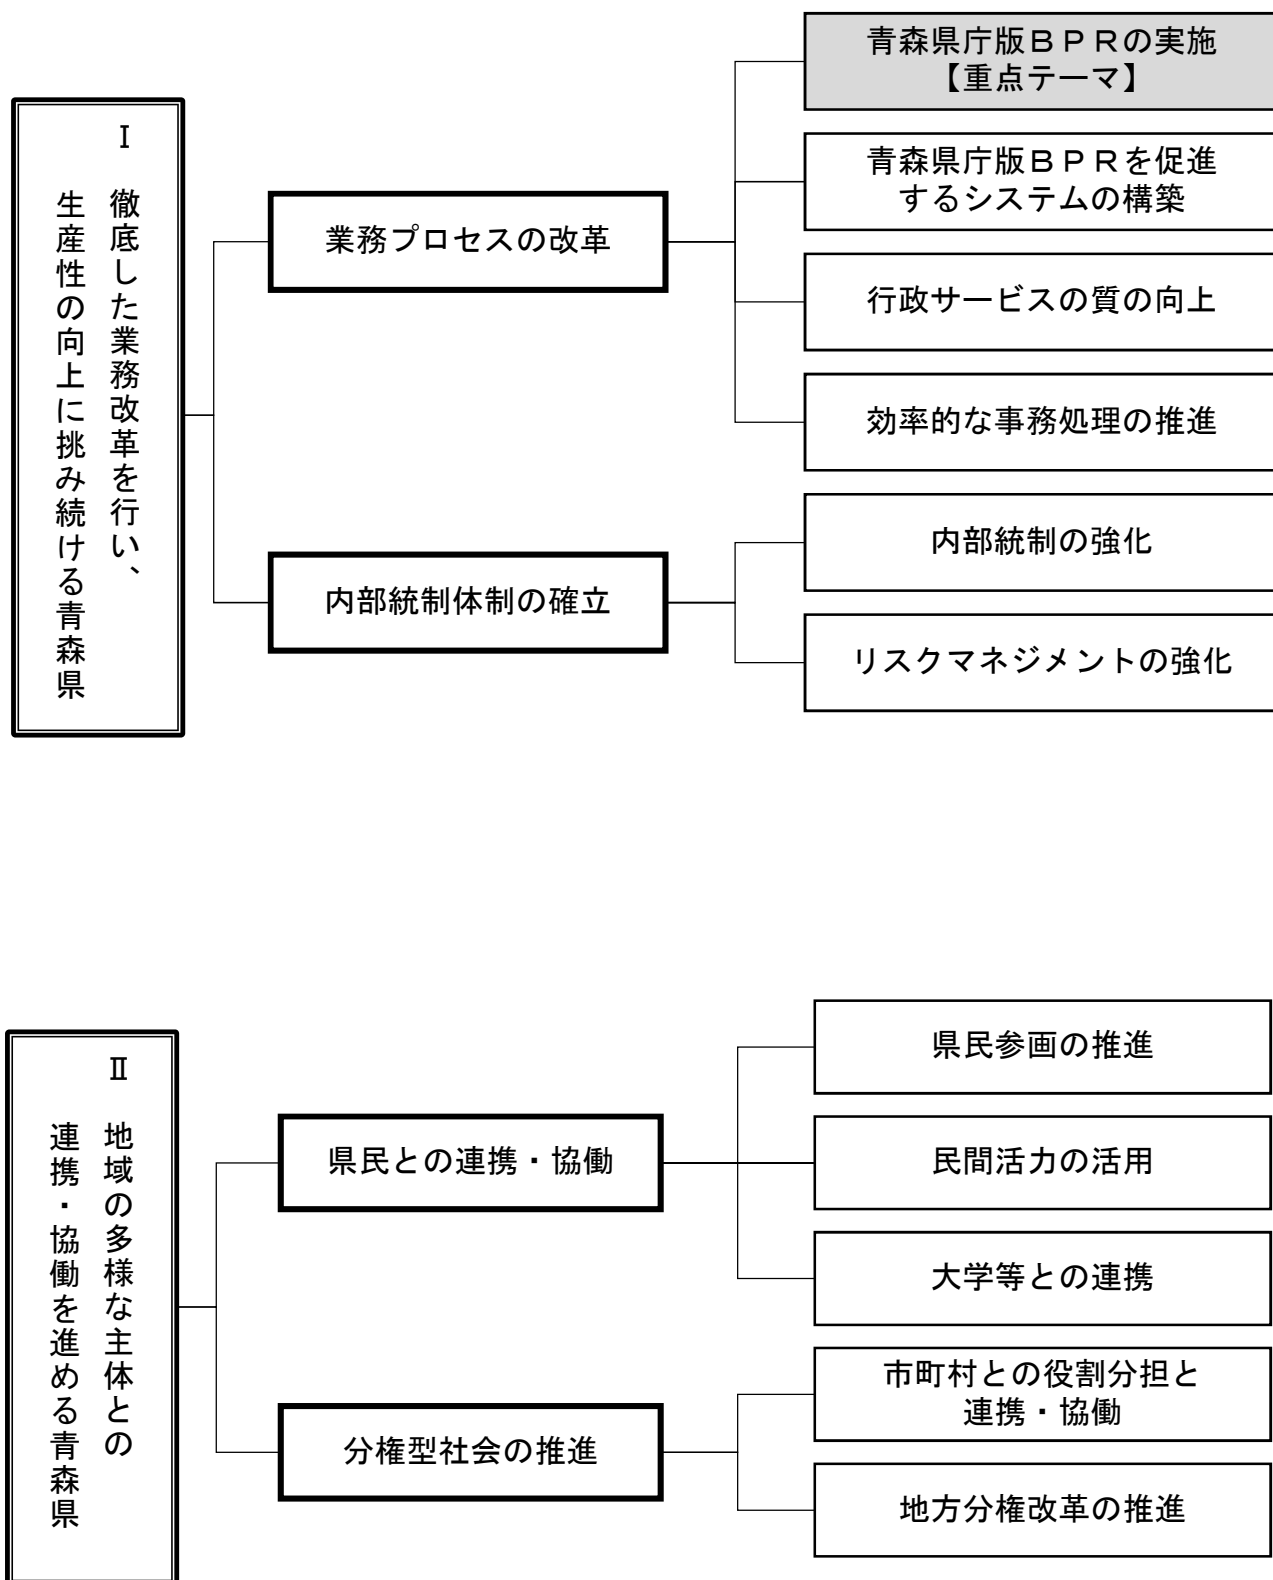 Ⅰ　徹底した業務改革を行い、
生産性の向上に挑み続ける青森県
業務プロセスの改革
青森県庁版ＢＰＲの実施
【重点テーマ】
青森県庁版ＢＰＲを促進
するシステムの構築
行政サービスの質の向上
効率的な事務処理の推進
内部統制体制の確立
内部統制の強化
リスクマネジメントの強化
Ⅱ　地域の多様な主体との
連携・協働を進める青森県
県民との連携・協働
県民参画の推進
民間活力の活用
大学等との連携
分権型社会の推進
市町村との役割分担と
連携・協働
地方分権改革の推進